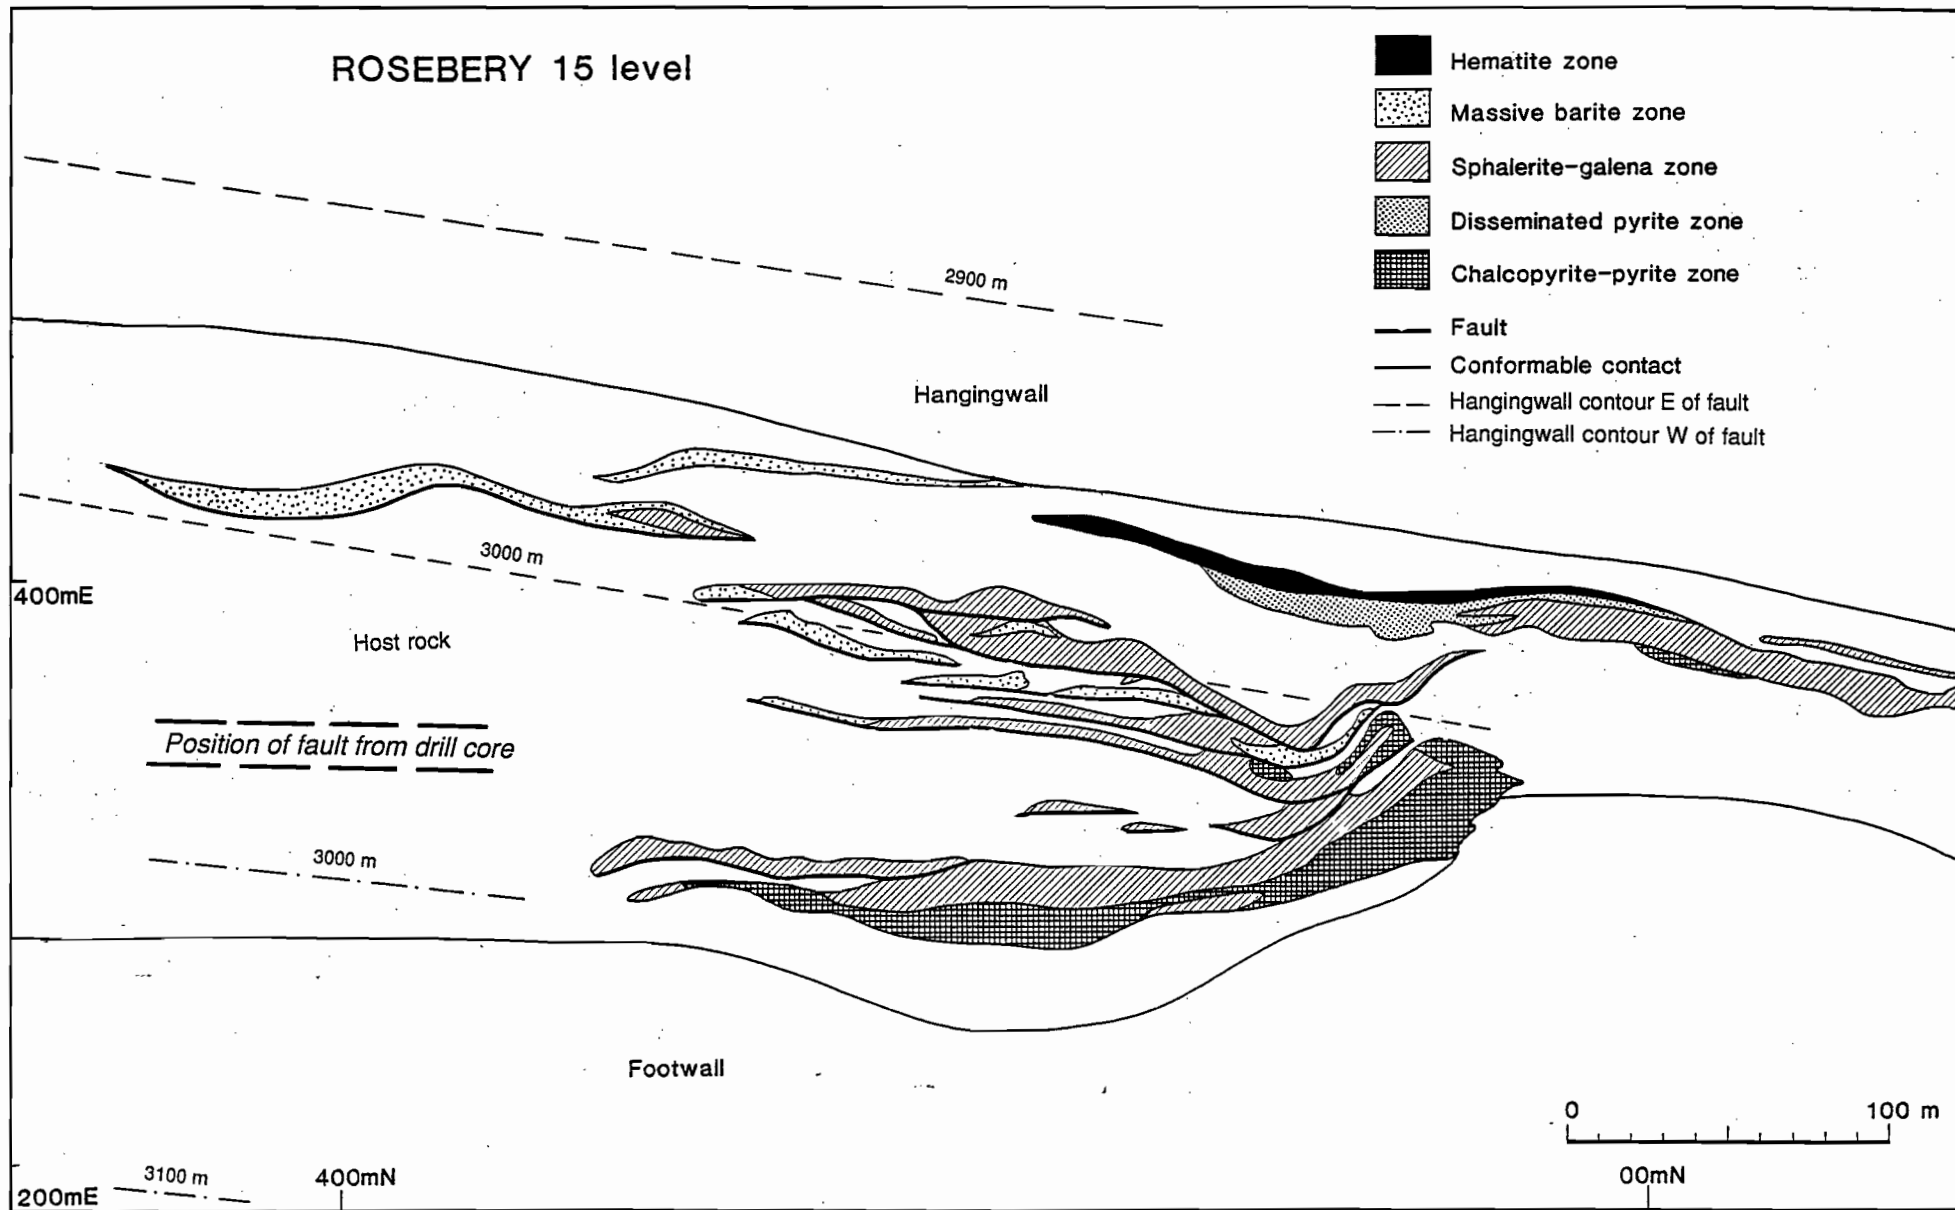 ROSEBERY 15 level
Hematite zone
Massive barite zone
Sphalerite-galena zone
Disseminated pyrite zone
Chalcopyrite-pyrite zone
Fault
Conformable contact
Hangingwall contour E of fault
Hangingwall contour W of fault
2900 m
Hangingwall
3000 m
400mE
Host rock
Position of fault from drill core
3000 m
Footwall
0 100 m
3100 m
400mN
00mN
200mE